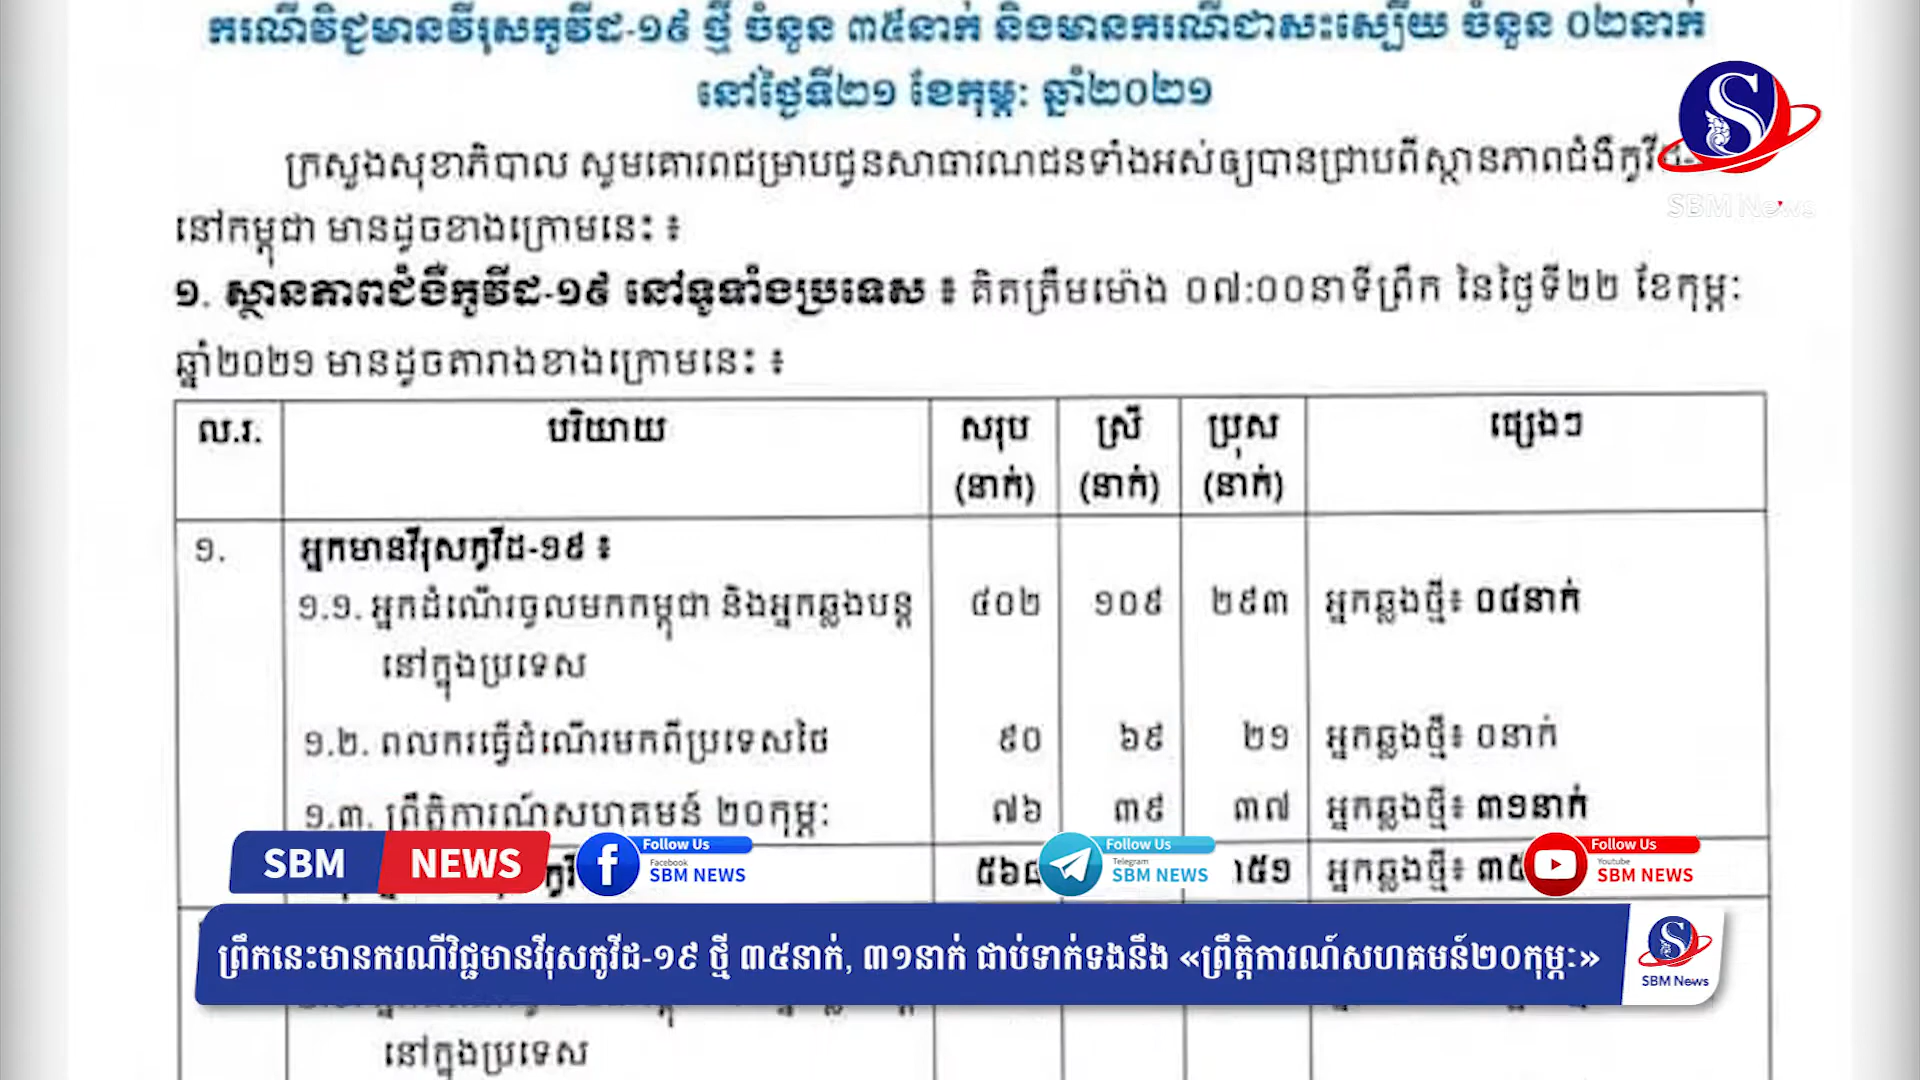 ករណីវិជ្ជមានវីរុសកូវីដ-១៩ ថ្មី ចំនួន ៣៥នាក់ និងមានករណីជាសះស្បើយ ចំនួន ០២នាក់
នៅថ្ងៃទី២១ ខែកុម្ភៈ ឆ្នាំ២០២១
ក្រសួងសុខាភិបាល សូមគោរពជម្រាបជូនសាធារណជនទាំងអស់ឲ្យបានជ្រាបពីស្ថានភាពជំងឺ
SBM News
នៅកម្ពុជា មានដូចខាងក្រោមនេះ ៖
១. ស្ថានភាពជំងឺកូវីដ-១៩ នៅទូទាំងប្រទេស ៖ គិតត្រឹមម៉ោង ០៧:០០នាទីព្រឹក នៃថ្ងៃទី២២ ខែកុម្ភៈ
ឆ្នាំ២០២១ មានដូចតារាងខាងក្រោមនេះ ៖
ល.រ. បរិយាយ សរុប (នាក់) ស្រី (នាក់) ប្រុស (នាក់) ផ្សេងៗ
១. អ្នកមានវីរុសកូវីដ-១៩ ៖
១.១. អ្នកដំណើរចូលមកកម្ពុជា និងអ្នកឆ្លងបន្ត ៤០២ ១០៩ ២៩៣ អ្នកឆ្លងថ្មី៖ ០៤នាក់
នៅក្នុងប្រទេស
១.២. ពលករធ្វើដំណើរមកពីប្រទេសថៃ ៩០ ៦៩ ២១ អ្នកឆ្លងថ្មី៖ ០នាក់
១.៣. ព្រឹត្តិការណ៍សហគមន៍ ២០កុម្ភៈ ៧៦ ៣៩ ៣៧ អ្នកឆ្លងថ្មី៖ ៣១នាក់
អ្នកឆ្លងថ្មី៖ ៣៥
SBM NEWS
Follow Us
Facebook
SBM NEWS
Follow Us
Telegram
SBM NEWS
Follow Us
Youtube
SBM NEWS
ព្រឹកនេះមានករណីវិជ្ជមានវីរុសកូវីដ-១៩ ថ្មី ៣៥នាក់, ៣១នាក់ ជាប់ទាក់ទងនឹង «ព្រឹត្តិការណ៍សហគមន៍២០កុម្ភៈ»
SBM News
នៅក្នុងប្រទេស